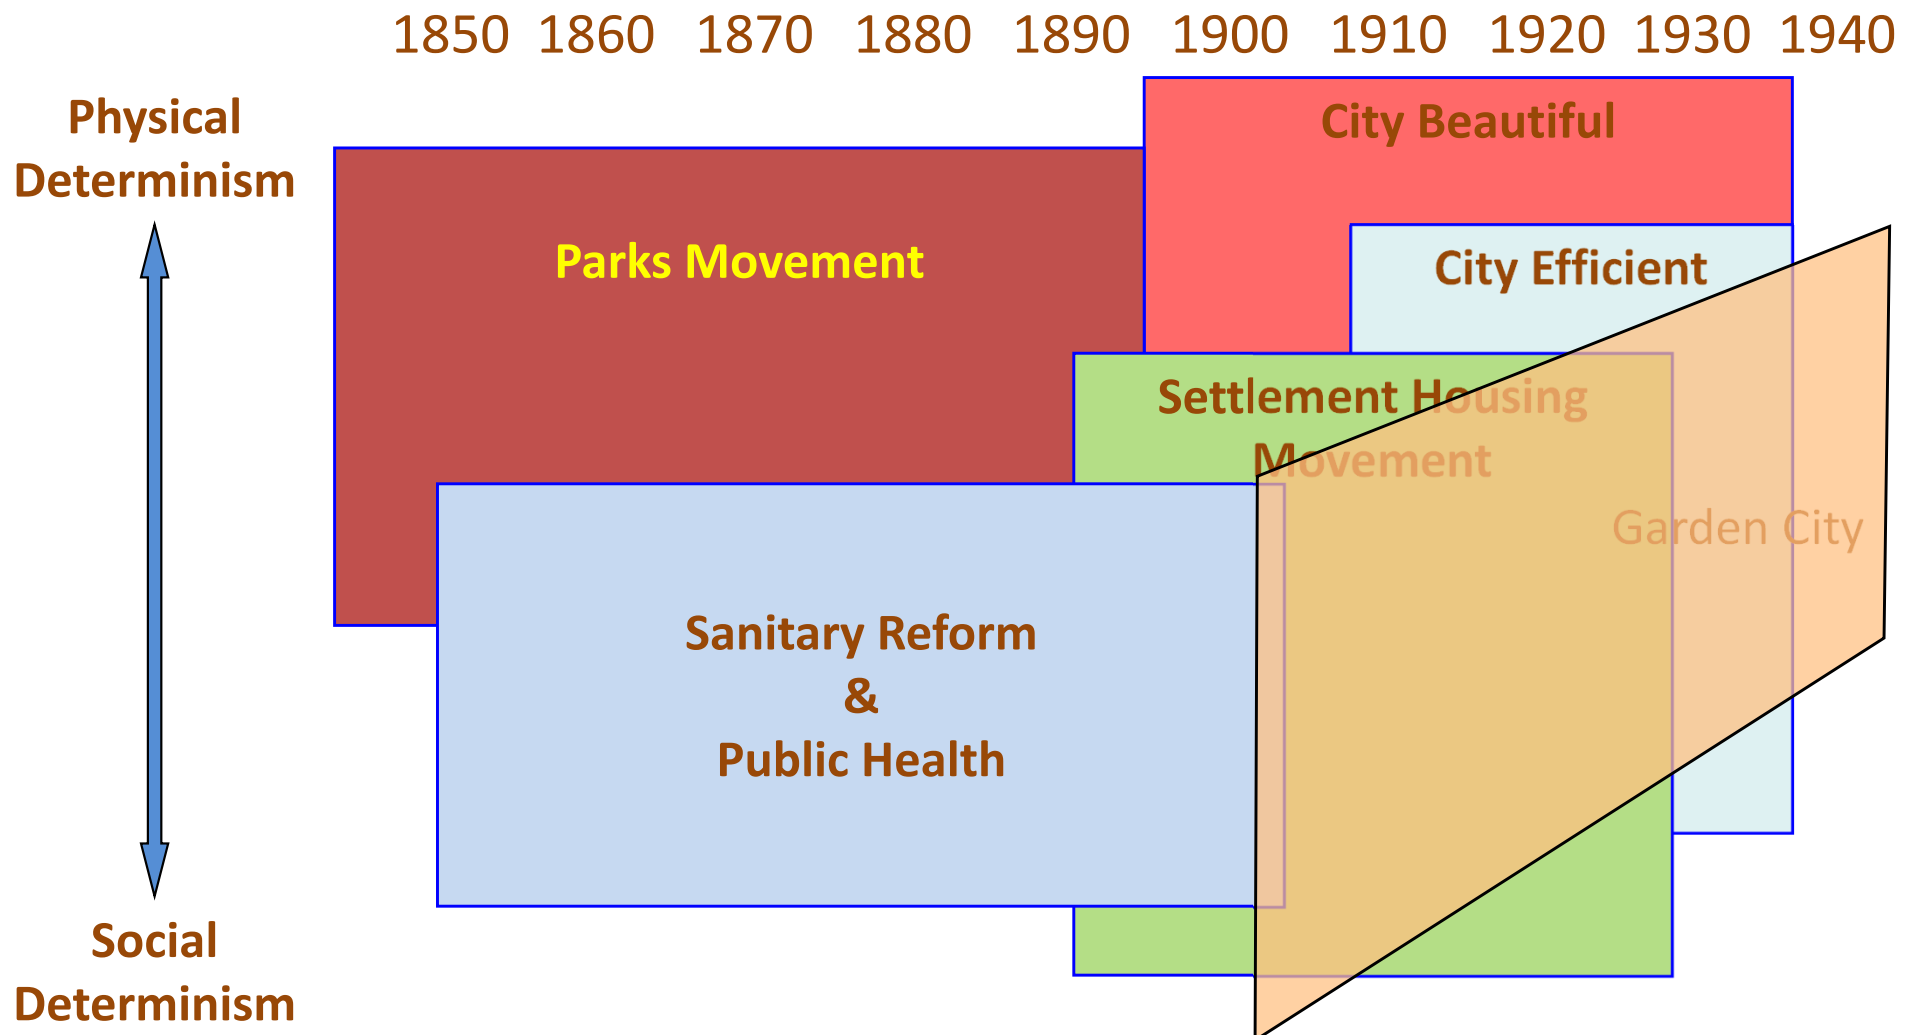 1850 1860 1870 1880 1890 1900 1910 1920 1930 1940
Physical
Determinism
City Beautiful
Parks Movement
City Efficient
Settlement Housing
Movement
Garden City
Sanitary Reform
&
Public Health
Social
Determinism